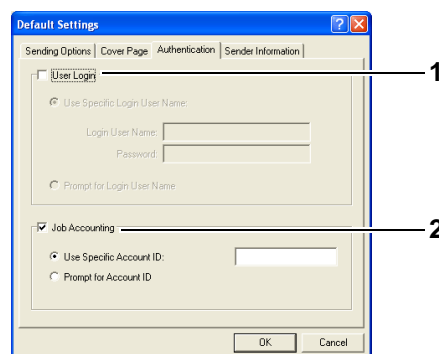 Default Settings
Sending Options Cover Page Authentication Sender Information
User Login
1
Use Specific Login User Name:
Login User Name:
Password:
Prompt for Login User Name
Job Accounting
2
Use Specific Account ID:
Prompt for Account ID
OK Cancel